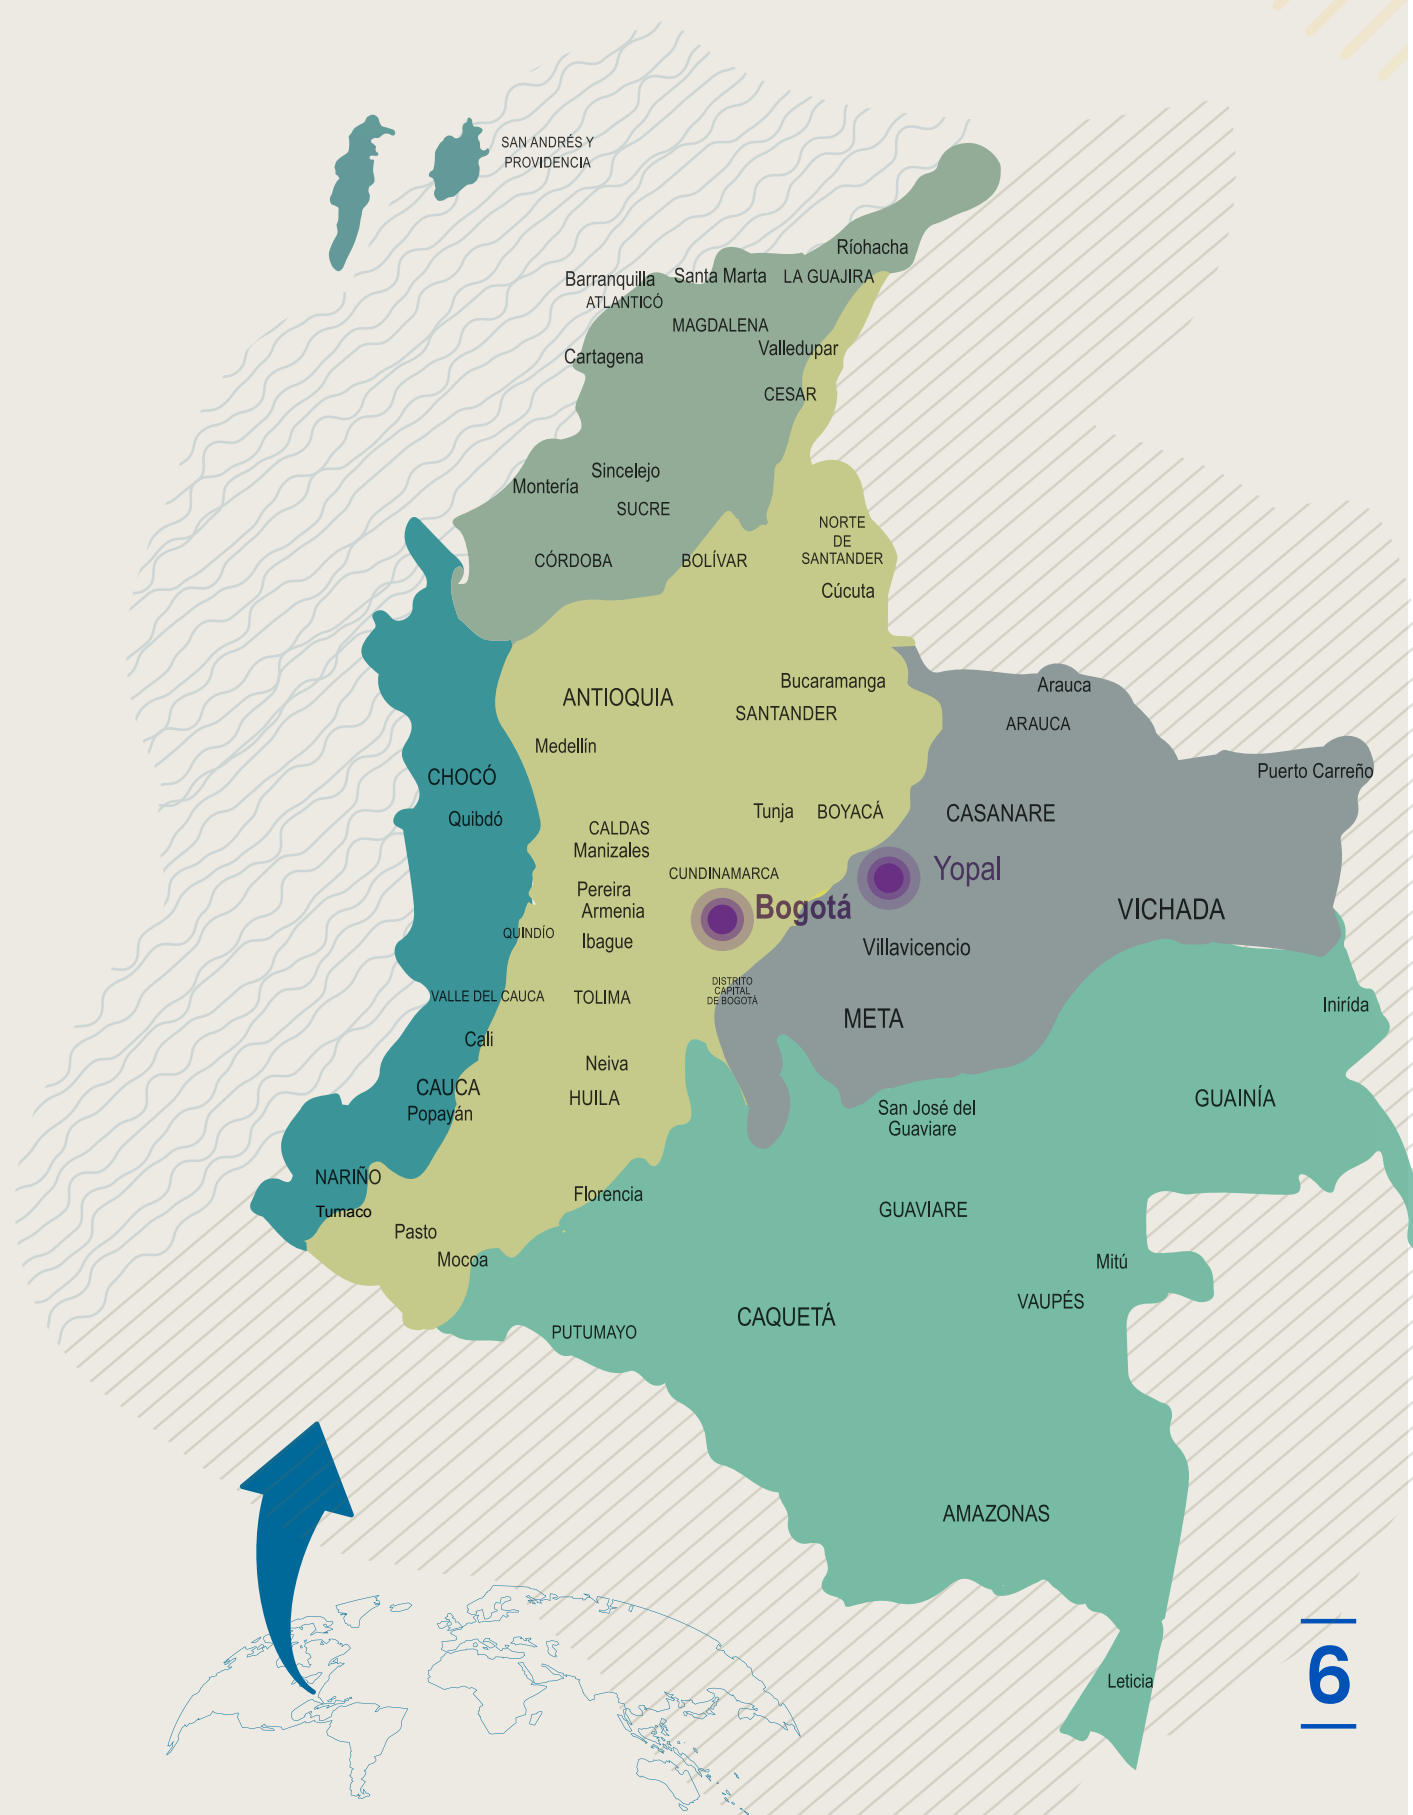 SAN ANDRÉS Y
PROVIDENCIA
Ríohacha
Barranquilla
Santa Marta
LA GUAJIRA
ATLANTICÓ
MAGDALENA
Valledupar
Cartagena
CESAR
Sincelejo
Montería
SUCRE
NORTE
DE
SANTANDER
CÓRDOBA
BOLÍVAR
Cúcuta
Bucaramanga
Arauca
ANTIOQUIA
SANTANDER
ARAUCA
Medellín
CHOCÓ
Puerto Carreño
Quibdó
Tunja
BOYACÁ
CASANARE
CALDAS
Manizales
CUNDINAMARCA
Yopal
Pereira
Armenia
Bogotá
VICHADA
QUINDÍO
Ibague
Villavicencio
DISTRITO
CAPITAL
DE BOGOTÁ
VALLE DEL CAUCA
TOLIMA
Inirída
META
Cali
Neiva
CAUCA
HUILA
GUAINÍA
Popayán
San José del
Guaviare
NARIÑO
Florencia
Tumaco
GUAVIARE
Pasto
Mocoa
Mitú
VAUPÉS
CAQUETÁ
PUTUMAYO
AMAZONAS
Leticia
6